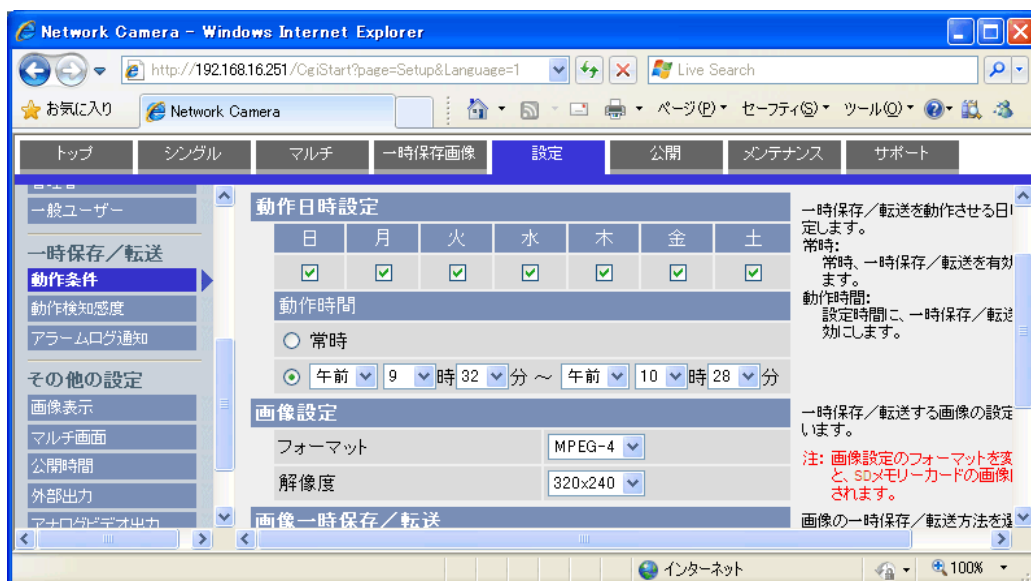 Network Camera - Windows Internet Explorer
http://192.168.16.251/CgiStart?page=Setup&Language=1
Live Search
お気に入り
Network Camera
ページ(P)
セーフティ(S)
ツール(O)
トップ
シングル
マルチ
一時保存画像
設定
公開
メンテナンス
サポート
一般ユーザー
一時保存／転送
動作条件
動作検知感度
アラームログ通知
その他の設定
画像表示
マルチ画面
公開時間
外部出力
アナログビデオ出力
動作日時設定
日 月 火 水 木 金 土
動作時間
常時
午前 9 時 32 分 ～ 午前 10 時 28 分
画像設定
フォーマット MPEG-4
解像度 320x240
画像一時保存／転送
一時保存／転送を動作させる日
定します。
常時:
常時、一時保存／転送を有効
ます。
動作時間:
設定時間に、一時保存／転送
効にします。
一時保存／転送する画像の設定
います。
注: 画像設定のフォーマットを変
と、SDメモリーカードの画像
されます。
画像の一時保存／転送方法を選
インターネット
100%